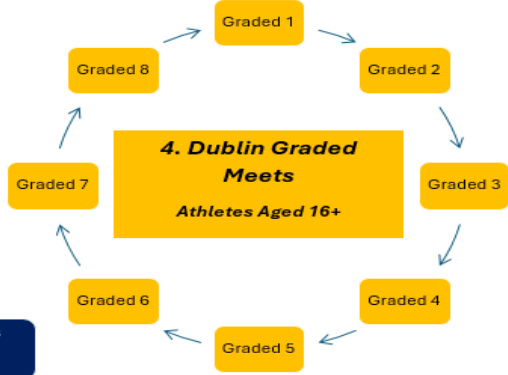 Graded 1
Graded 2
Graded 3
Graded 4
Graded 5
Graded 6
Graded 7
Graded 8
4. Dublin Graded
Meets
Athletes Aged 16+